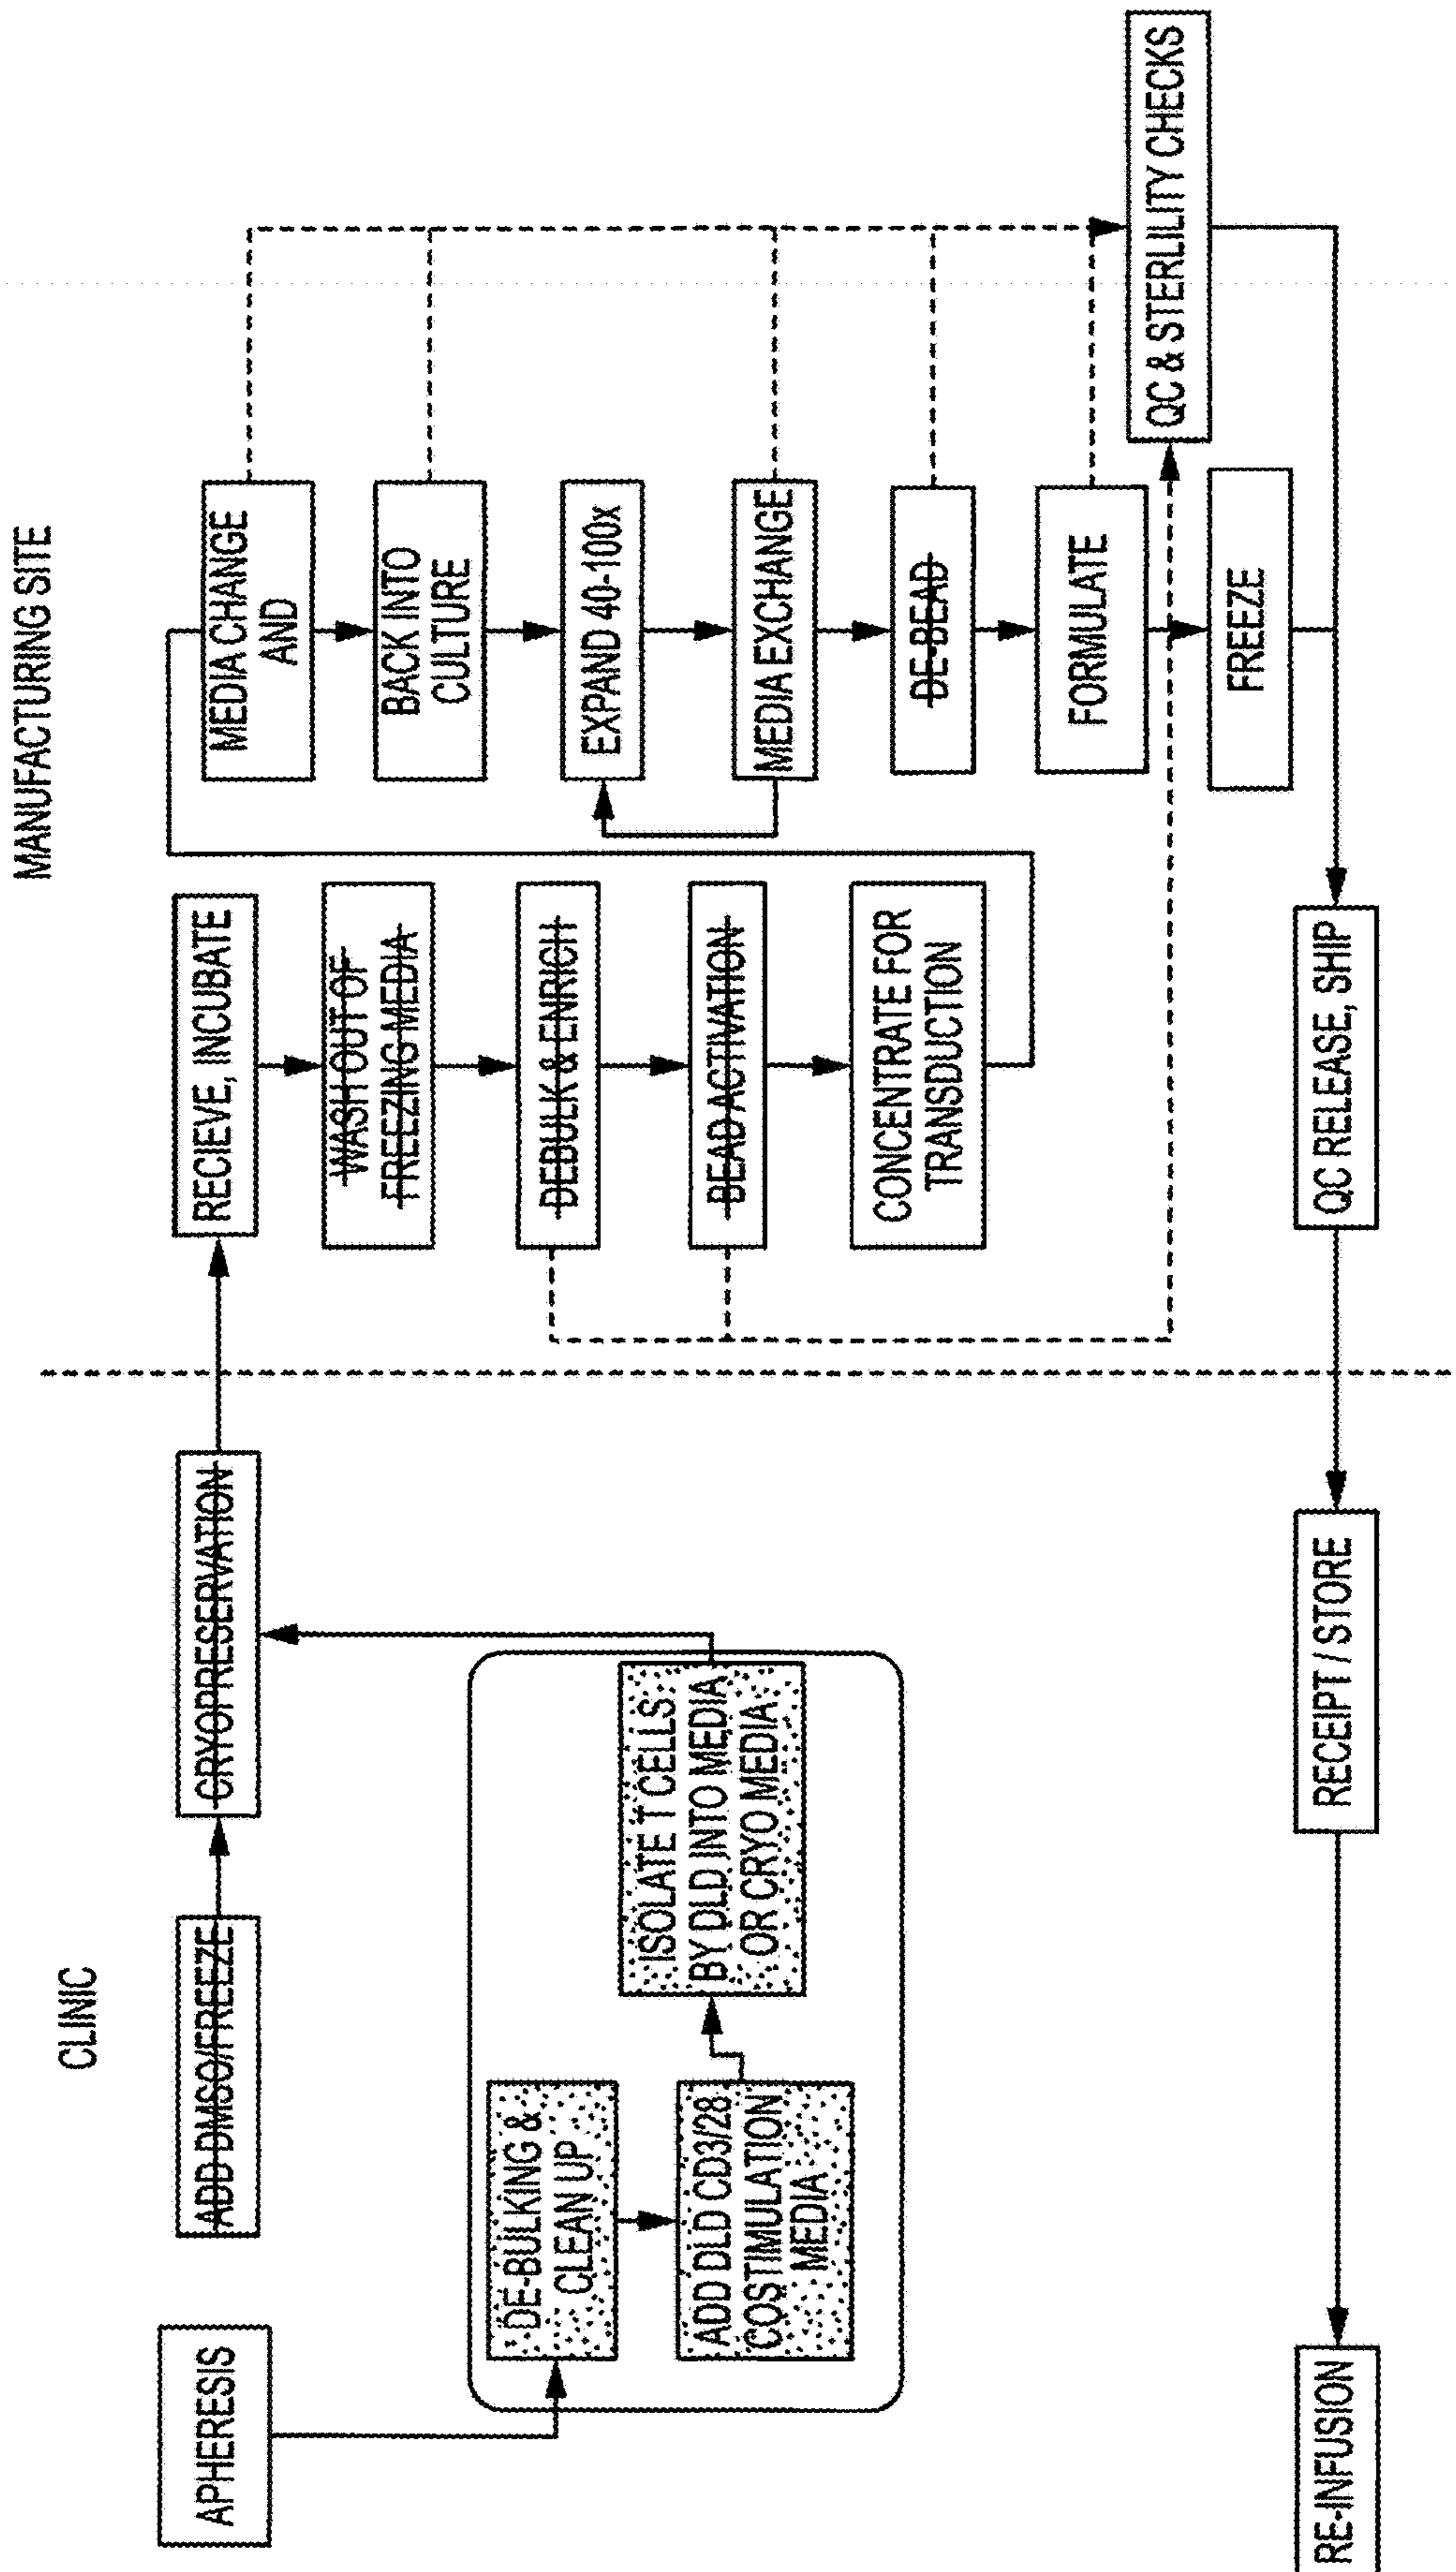 CLINIC
MANUFACTURING SITE
APHERESIS
ADD DMSO/FREEZE
CRYOPRESERVATION
DE-BULKING &
CLEAN UP
ADD DLD CD3/28
COSTIMULATION
MEDIA
ISOLATE T CELLS
BY DLD INTO MEDIA
OR CRYO MEDIA
RECIEVE, INCUBATE
WASH OUT OF
FREEZING MEDIA
DEBULK & ENRICH
BEAD ACTIVATION
CONCENTRATE FOR
TRANSDUCTION
MEDIA CHANGE
AND
BACK INTO
CULTURE
EXPAND 40-100x
MEDIA EXCHANGE
DE-BEAD
FORMULATE
FREEZE
QC & STERLILITY CHECKS
QC RELEASE, SHIP
RECEIPT / STORE
RE-INFUSION